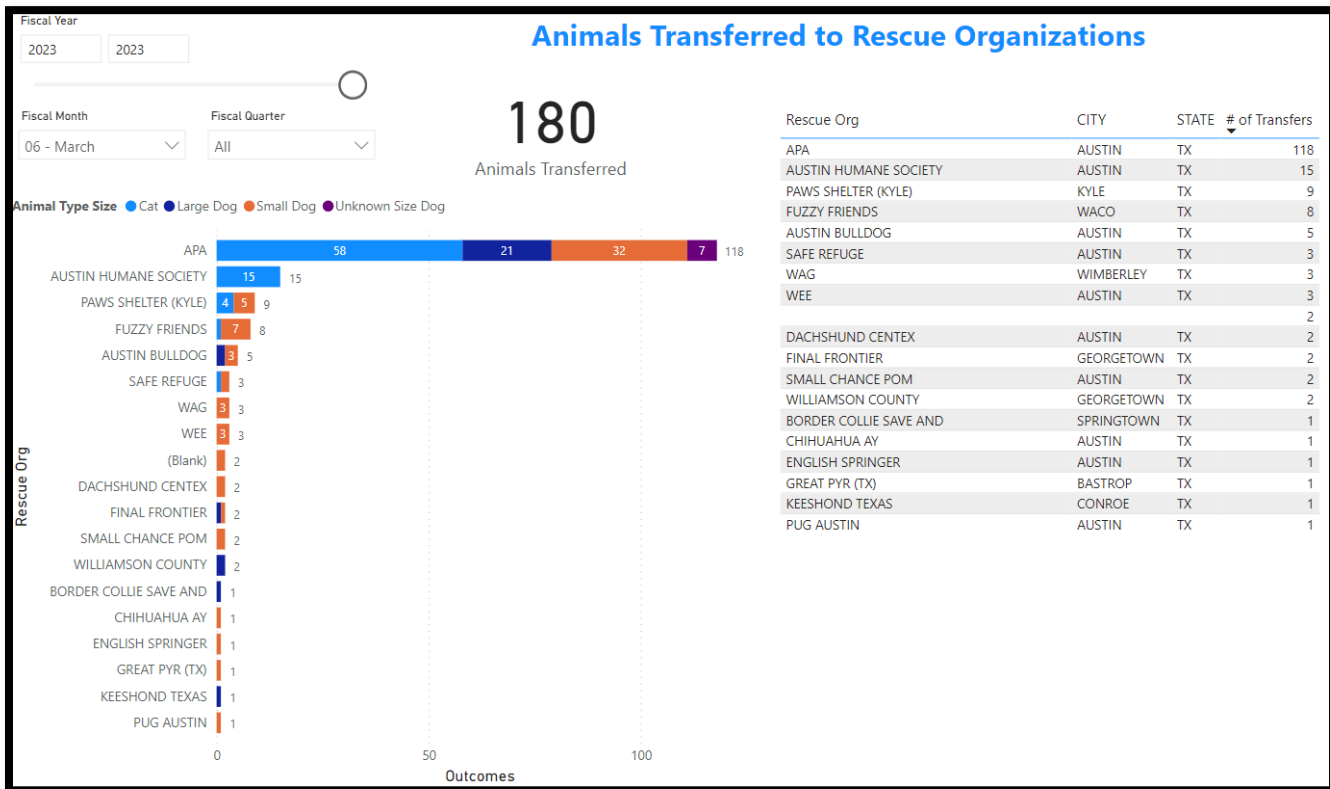 Fiscal Year
2023 2023
Animals Transferred to Rescue Organizations
Fiscal Month Fiscal Quarter
06 - March All
180
Animals Transferred
Animal Type Size Cat Large Dog Small Dog Unknown Size Dog
APA 58 21 32 7 118
AUSTIN HUMANE SOCIETY 15 15
PAWS SHELTER (KYLE) 4 5 9
FUZZY FRIENDS 7 8
AUSTIN BULLDOG 3 5
SAFE REFUGE 3
WAG 3 3
WEE 3 3
(Blank) 2
DACHSHUND CENTEX 2
FINAL FRONTIER 2
SMALL CHANCE POM 2
WILLIAMSON COUNTY 2
BORDER COLLIE SAVE AND 1
CHIHUAHUA AY 1
ENGLISH SPRINGER 1
GREAT PYR (TX) 1
KEESHOND TEXAS 1
PUG AUSTIN 1
0 50 100
Outcomes
Rescue Org
Rescue Org CITY STATE # of Transfers
APA AUSTIN TX 118
AUSTIN HUMANE SOCIETY AUSTIN TX 15
PAWS SHELTER (KYLE) KYLE TX 9
FUZZY FRIENDS WACO TX 8
AUSTIN BULLDOG AUSTIN TX 5
SAFE REFUGE AUSTIN TX 3
WAG WIMBERLEY TX 3
WEE AUSTIN TX 3
2
DACHSHUND CENTEX AUSTIN TX 2
FINAL FRONTIER GEORGETOWN TX 2
SMALL CHANCE POM AUSTIN TX 2
WILLIAMSON COUNTY GEORGETOWN TX 2
BORDER COLLIE SAVE AND SPRINGTOWN TX 1
CHIHUAHUA AY AUSTIN TX 1
ENGLISH SPRINGER AUSTIN TX 1
GREAT PYR (TX) BASTROP TX 1
KEESHOND TEXAS CONROE TX 1
PUG AUSTIN AUSTIN TX 1